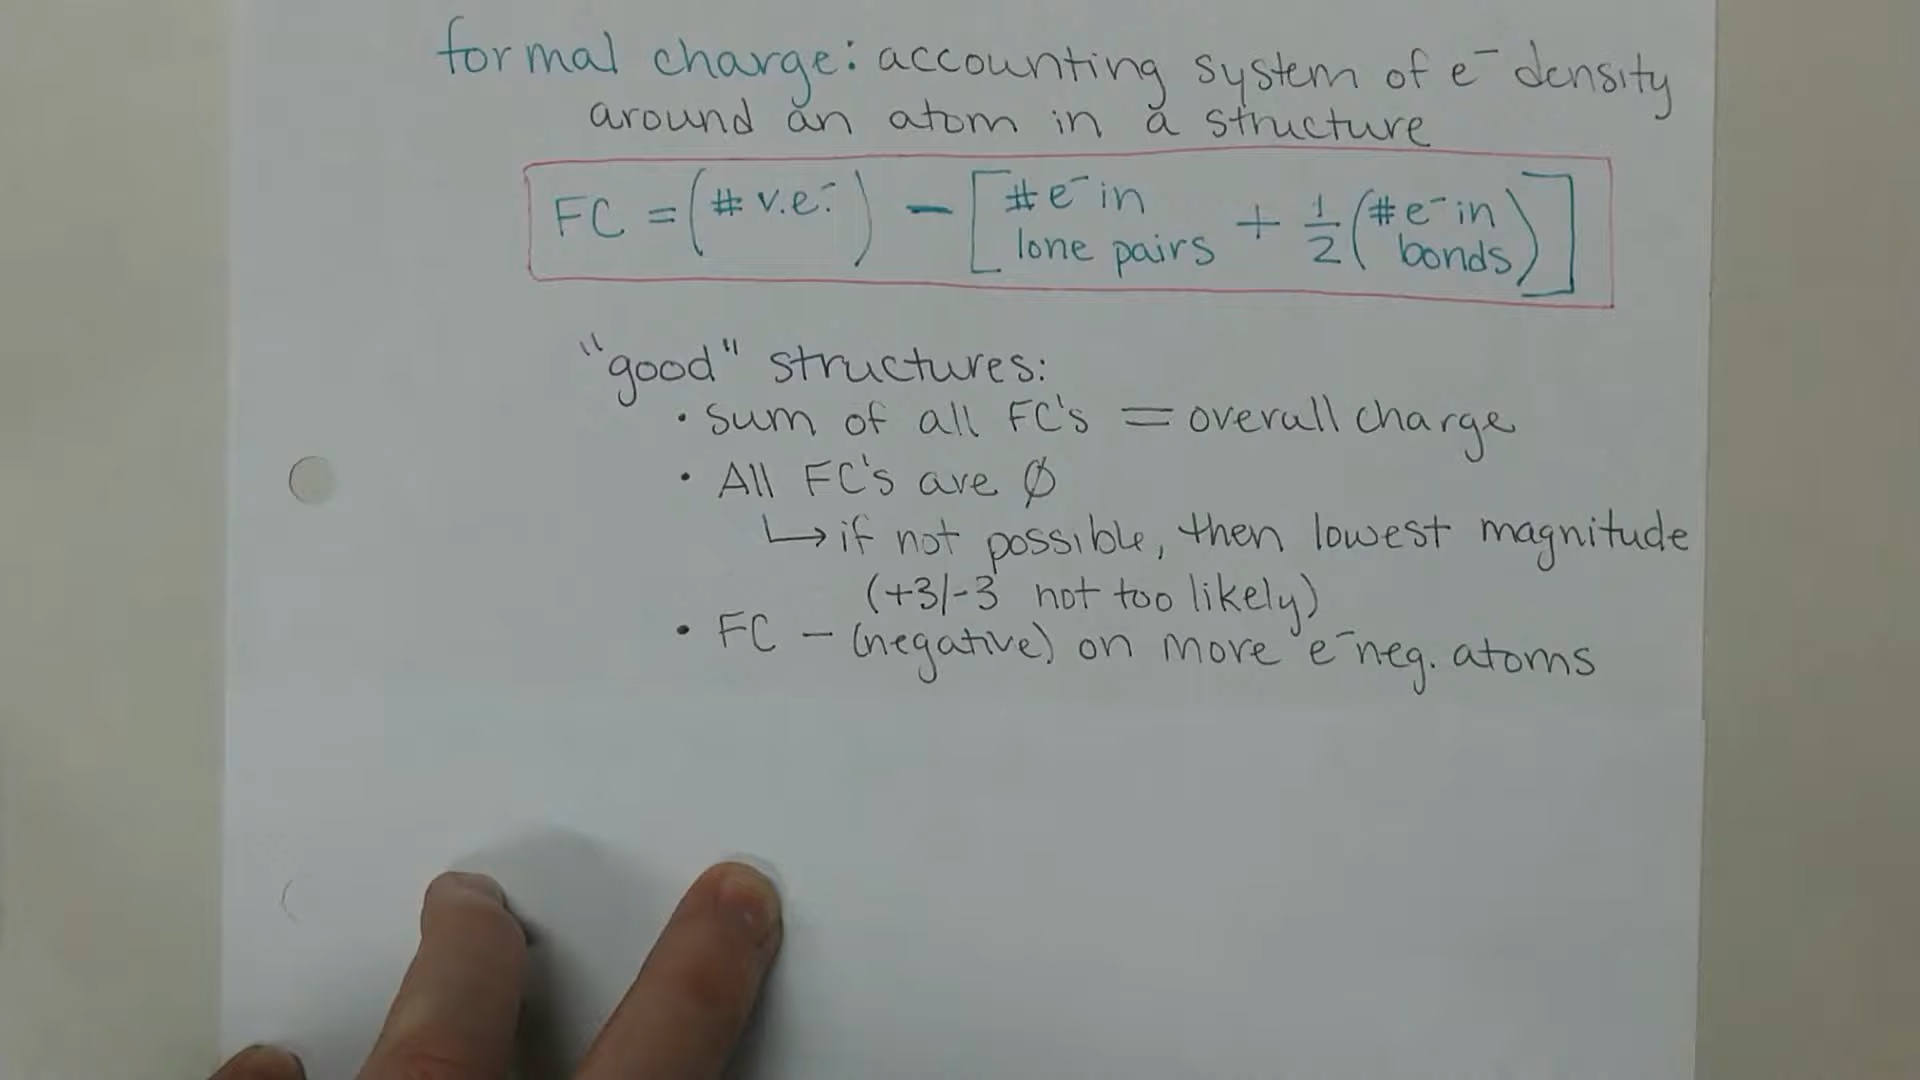 formal charge: accounting system of e⁻ density
around an atom in a structure
FC = (# v.e.⁻) − [# e⁻ in lone pairs + 1/2 (# e⁻ in bonds)]
"good" structures:
• sum of all FC's = overall charge
• All FC's are ∅
↳ if not possible, then lowest magnitude
(+3/-3 not too likely)
• FC − (negative) on more e⁻neg. atoms